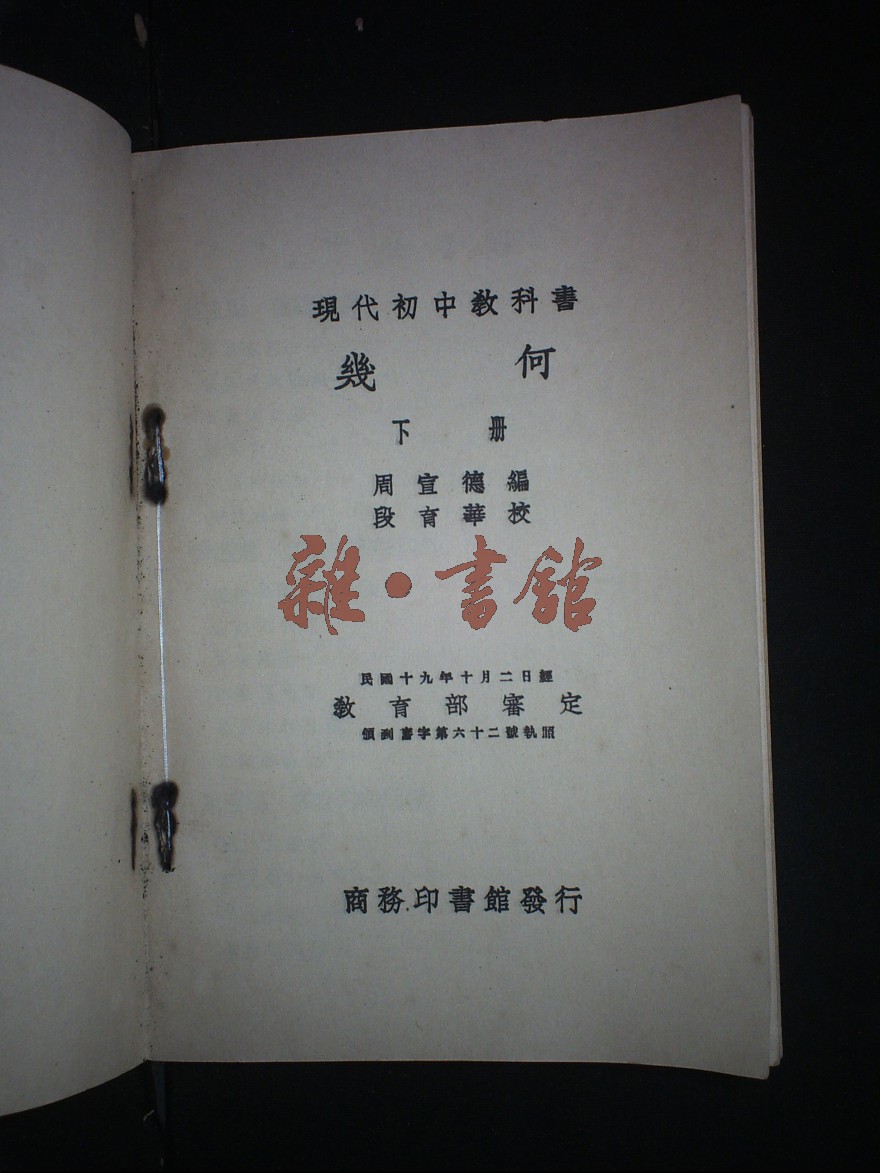 現代初中教科書
幾何
下册
周宣德編
段育華校
雜·書館
民國十九年十月二日經
教育部審定
領到書字第六十二號執照
商務印書館發行